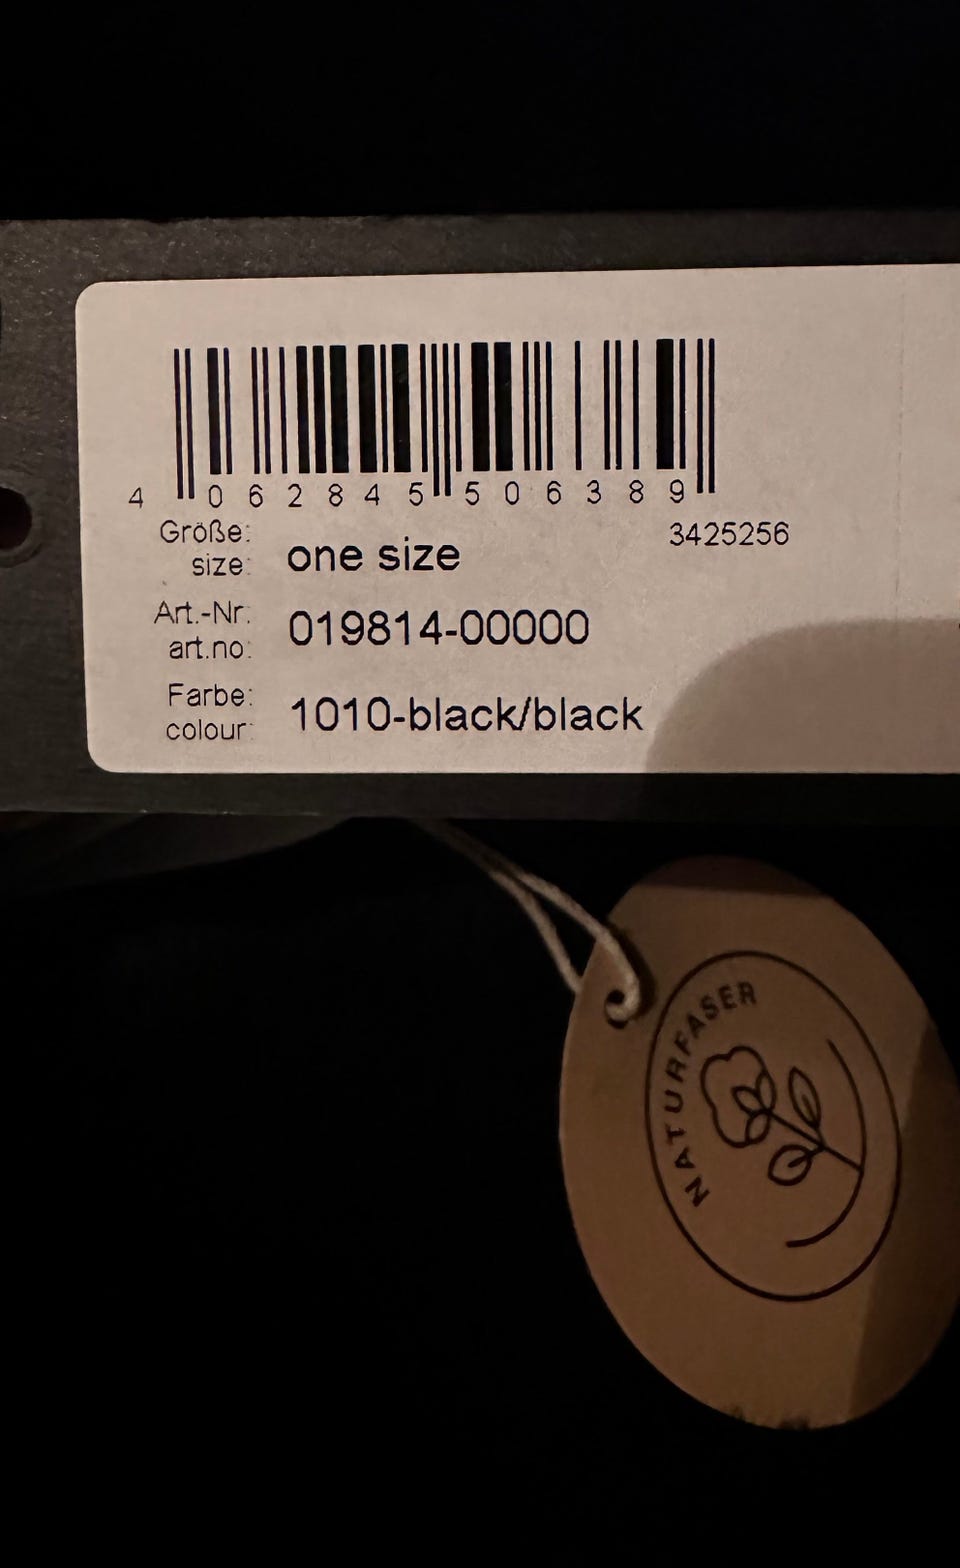 4 062845 506389
3425256
Größe:
size: one size
Art.-Nr.
art.no: 019814-00000
Farbe:
colour: 1010-black/black
NATURFASER